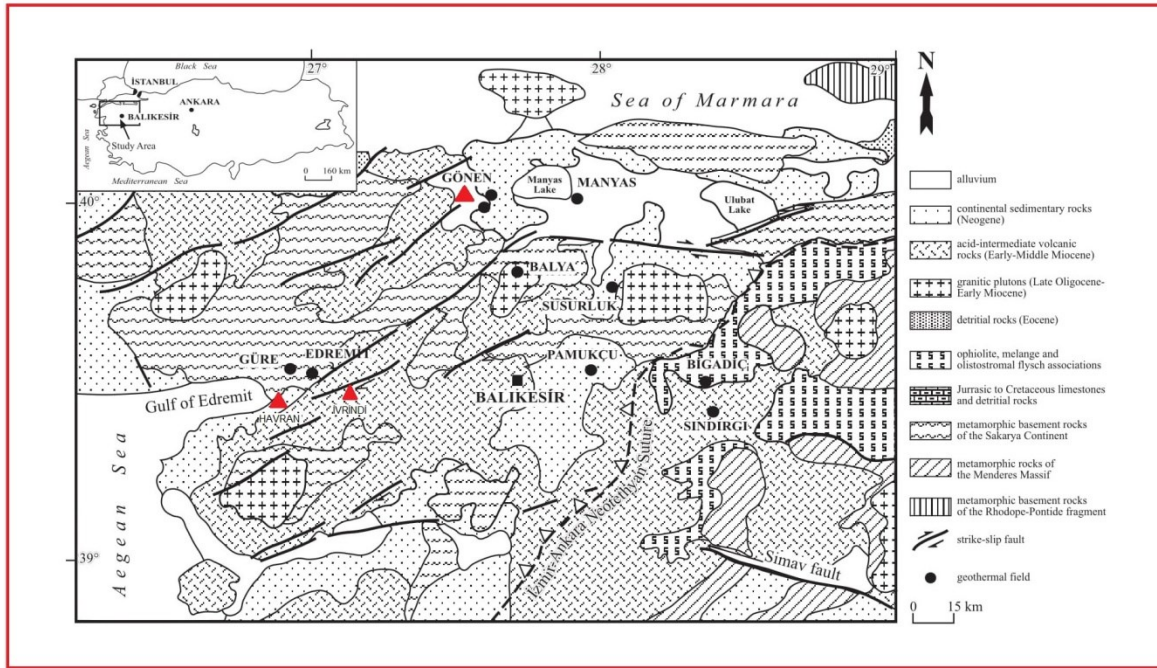 Black Sea
İSTANBUL
ANKARA
BALIKESİR
Study Area
Aegean Sea
Mediterranean Sea
0 160 km
27°
28°
29°
N
Sea of Marmara
GÖNEN
Manyas
Lake
MANYAS
Ulubat
Lake
40°
BALYA
SUSURLUK
GÜRE
EDREMİT
PAMUKÇU
BİGADİÇ
Gulf of Edremit
HAVRAN
İVRİNDİ
BALIKESİR
SINDIRGI
Aegean Sea
İzmir-Ankara Neotethyan Suture
39°
Simav fault
alluvium
continental sedimentary rocks
(Neogene)
acid-intermediate volcanic
rocks (Early-Middle Miocene)
granitic plutons (Late Oligocene-
Early Miocene)
detritial rocks (Eocene)
ophiolite, melange and
olistostromal flysch associations
Jurrasic to Cretaceous limestones
and detritial rocks
metamorphic basement rocks
of the Sakarya Continent
metamorphic rocks of
the Menderes Massif
metamorphic basement rocks
of the Rhodope-Pontide fragment
strike-slip fault
geothermal field
0 15 km